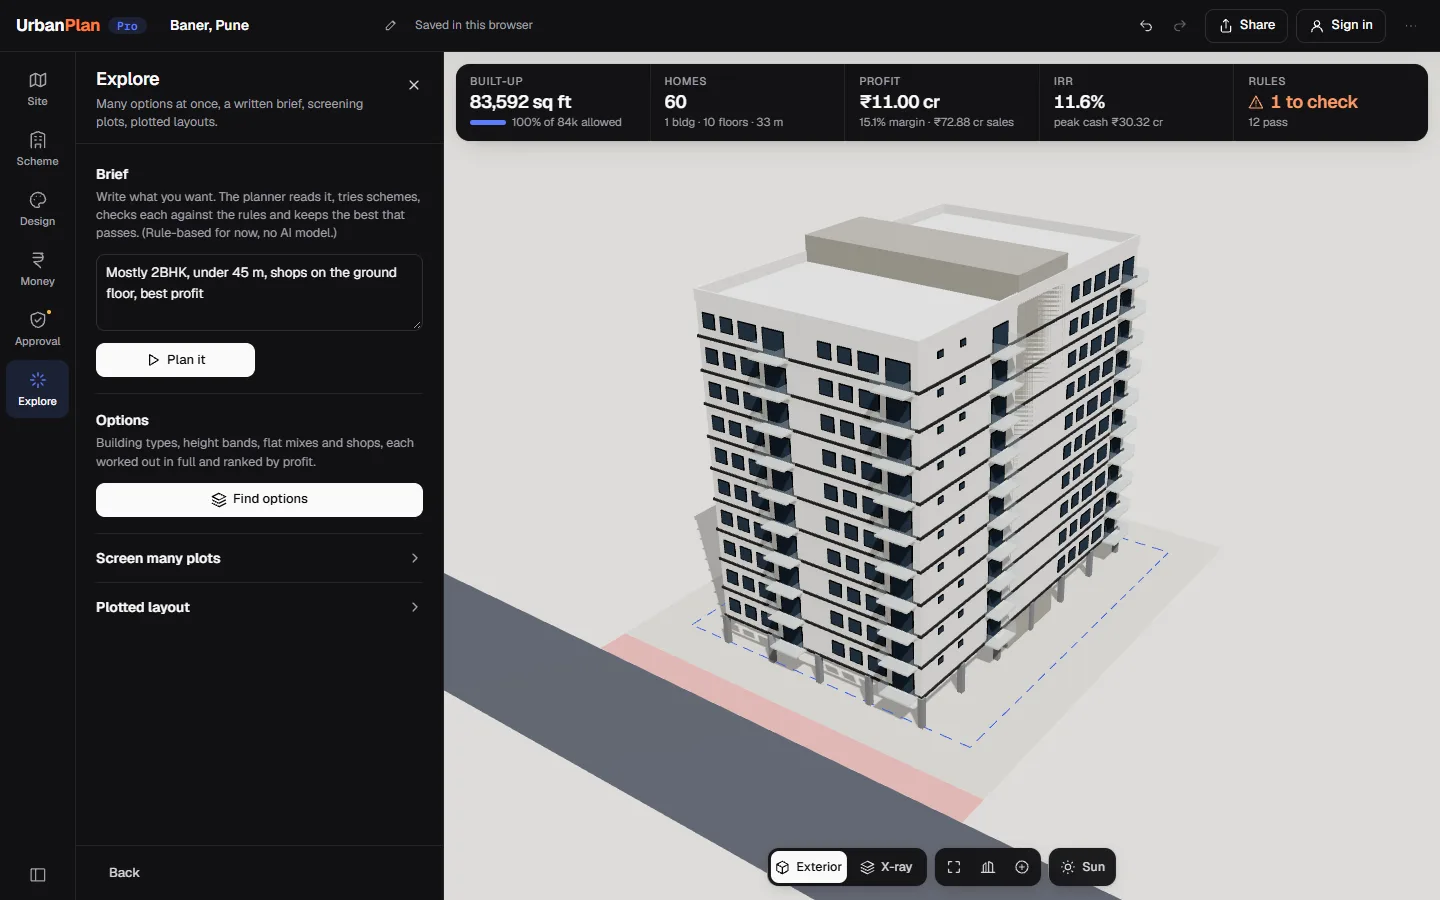 UrbanPlan Pro Baner, Pune Saved in this browser Share Sign in
Site
Scheme
Design
Money
Approval
Explore
Explore
Many options at once, a written brief, screening
plots, plotted layouts.
Brief
Write what you want. The planner reads it, tries schemes,
checks each against the rules and keeps the best that
passes. (Rule-based for now, no AI model.)
Mostly 2BHK, under 45 m, shops on the ground
floor, best profit
Plan it
Options
Building types, height bands, flat mixes and shops, each
worked out in full and ranked by profit.
Find options
Screen many plots
Plotted layout
Back
BUILT-UP
83,592 sq ft
100% of 84k allowed
HOMES
60
1 bldg · 10 floors · 33 m
PROFIT
₹11.00 cr
15.1% margin · ₹72.88 cr sales
IRR
11.6%
peak cash ₹30.32 cr
RULES
1 to check
12 pass
Exterior X-ray Sun